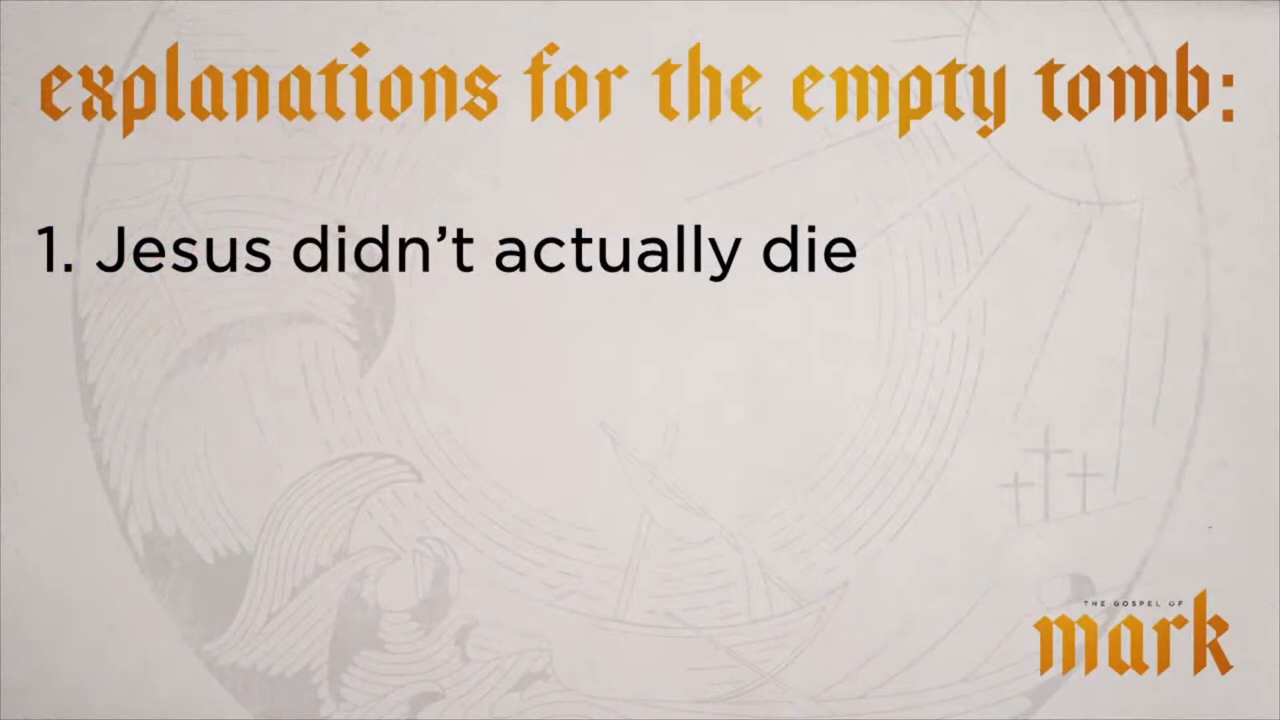 explanations for the empty tomb:
1. Jesus didn’t actually die
THE GOSPEL OF
mark